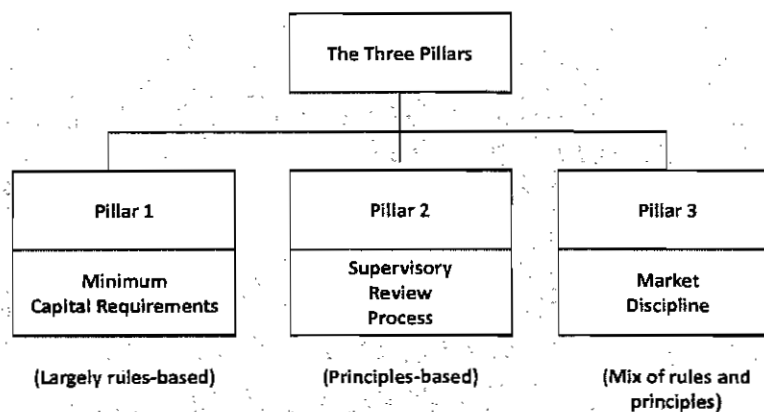 The Three Pillars
Pillar 1
Minimum
Capital Requirements
(Largely rules-based)
Pillar 2
Supervisory
Review
Process
(Principles-based)
Pillar 3
Market
Discipline
(Mix of rules and
principles)